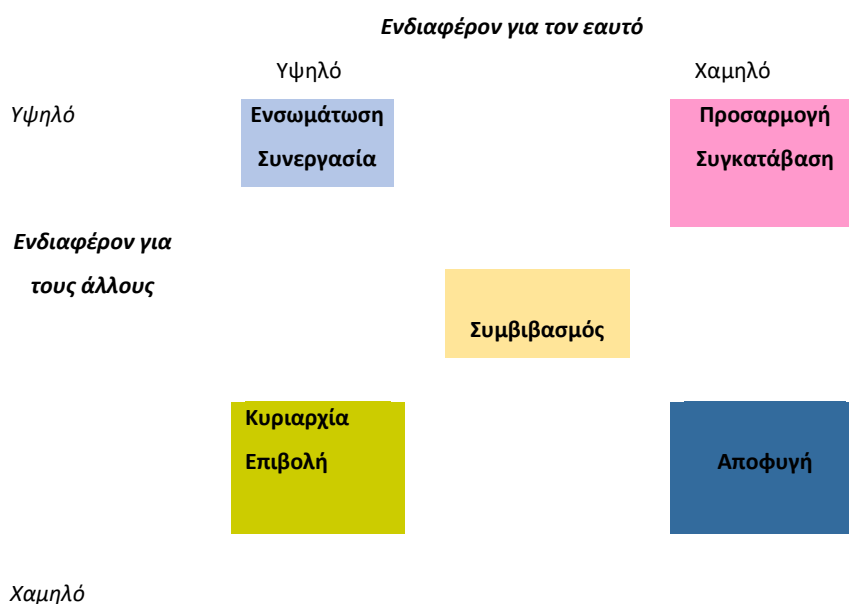 Ενδιαφέρον για τον εαυτό
Υψηλό Χαμηλό
Υψηλό
Ενσωμάτωση
Συνεργασία
Προσαρμογή
Συγκατάβαση
Ενδιαφέρον για
τους άλλους
Συμβιβασμός
Κυριαρχία
Επιβολή
Αποφυγή
Χαμηλό